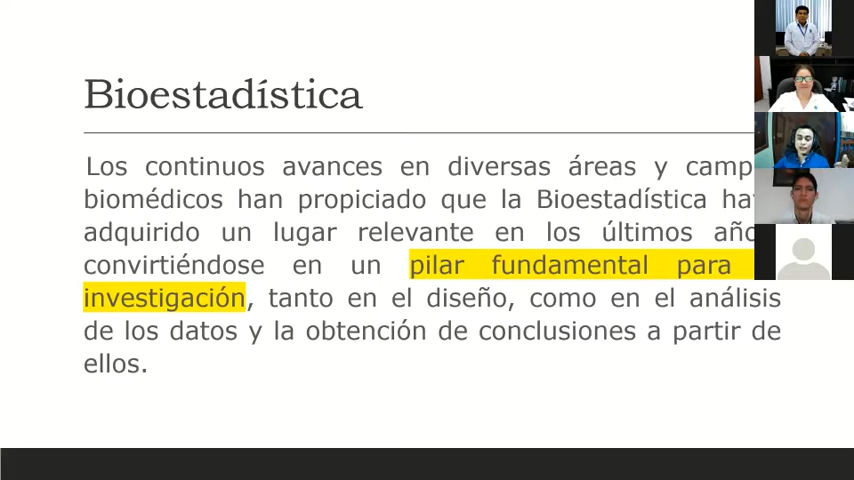 Bioestadística
Los continuos avances en diversas áreas y camp
biomédicos han propiciado que la Bioestadística ha
adquirido un lugar relevante en los últimos año
convirtiéndose en un pilar fundamental para
investigación, tanto en el diseño, como en el análisis
de los datos y la obtención de conclusiones a partir de
ellos.